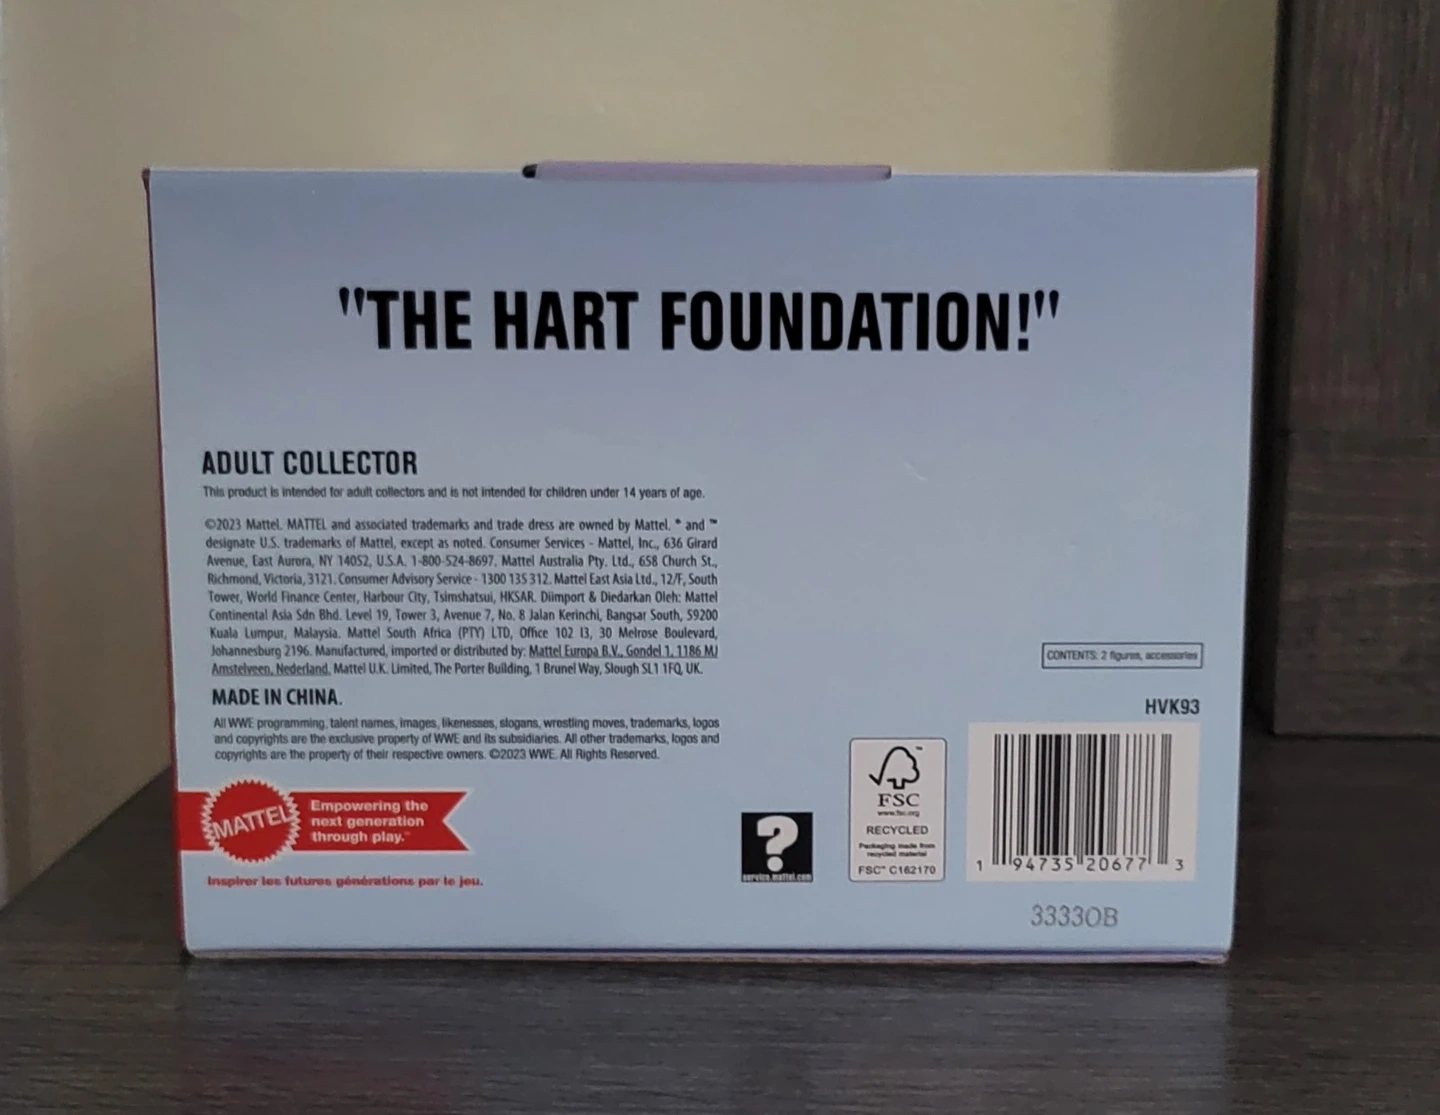 "THE HART FOUNDATION!"
ADULT COLLECTOR
This product is intended for adult collectors and is not intended for children under 14 years of age.
©2023 Mattel. MATTEL and associated trademarks and trade dress are owned by Mattel. ® and ™
designate U.S. trademarks of Mattel, except as noted. Consumer Services - Mattel, Inc., 636 Girard
Avenue, East Aurora, NY 14052, U.S.A. 1-800-524-8697. Mattel Australia Pty. Ltd., 658 Church St.,
Richmond, Victoria, 3121. Consumer Advisory Service - 1300 135 312. Mattel East Asia Ltd., 12/F, South
Tower, World Finance Center, Harbour City, Tsimshatsui, HKSAR. Diimport & Diedarkan Oleh: Mattel
Continental Asia Sdn Bhd. Level 19, Tower 3, Avenue 7, No. 8 Jalan Kerinchi, Bangsar South, 59200
Kuala Lumpur, Malaysia. Mattel South Africa (PTY) LTD, Office 102 I3, 30 Melrose Boulevard,
Johannesburg 2196. Manufactured, imported or distributed by: Mattel Europa B.V., Gondel 1, 1186 MJ
Amstelveen, Nederland. Mattel U.K. Limited, The Porter Building, 1 Brunel Way, Slough SL1 1FQ, UK.
MADE IN CHINA.
All WWE programming, talent names, images, likenesses, slogans, wrestling moves, trademarks, logos
and copyrights are the exclusive property of WWE and its subsidiaries. All other trademarks, logos and
copyrights are the property of their respective owners. ©2023 WWE. All Rights Reserved.
MATTEL
Empowering the
next generation
through play.™
Inspirer les futures générations par le jeu.
?
service.mattel.com
™
FSC
www.fsc.org
RECYCLED
Packaging made from
recycled material
FSC® C162170
CONTENTS: 2 figures, accessories
HVK93
1 94735 20677 3
33330B